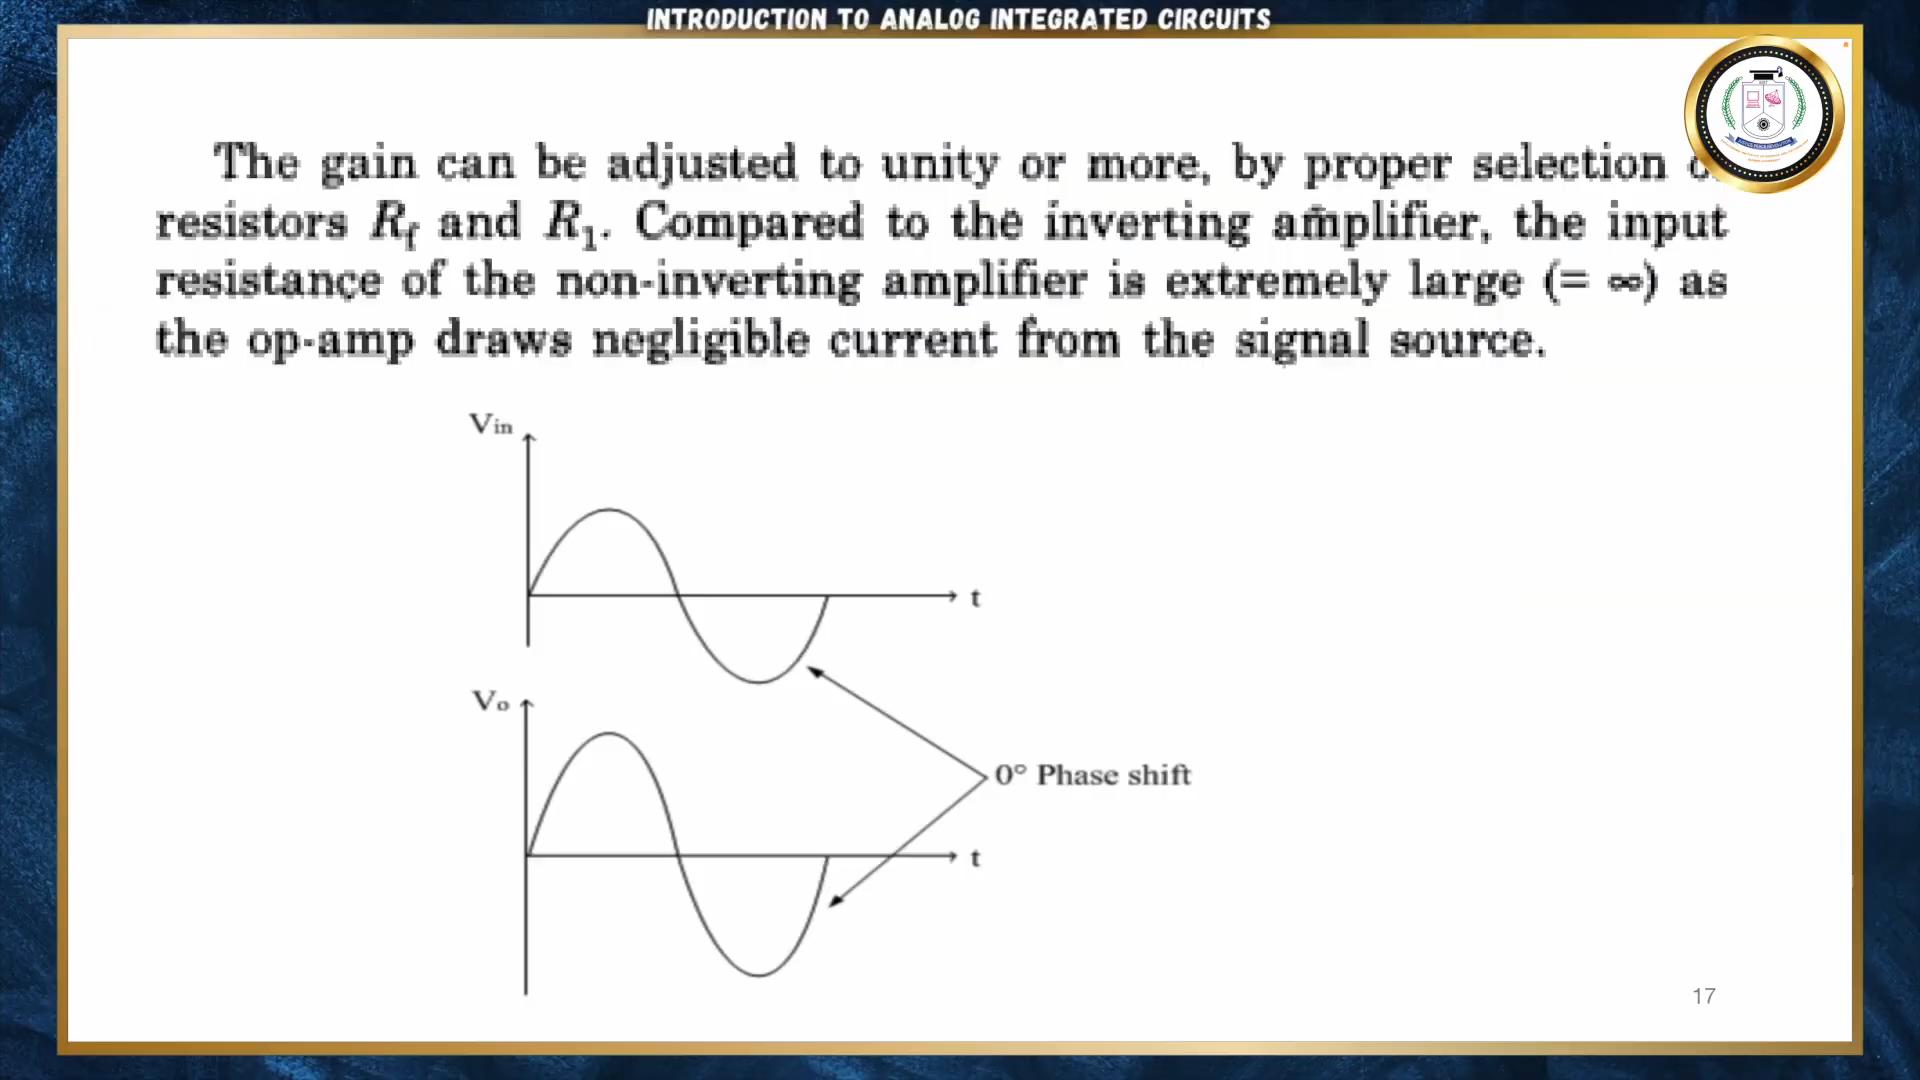 INTRODUCTION TO ANALOG INTEGRATED CIRCUITS
The gain can be adjusted to unity or more, by proper selection
resistors Rf and R1. Compared to the inverting amplifier, the input
resistance of the non-inverting amplifier is extremely large (= ∞) as
the op-amp draws negligible current from the signal source.
Vin
t
Vo
0° Phase shift
t
17